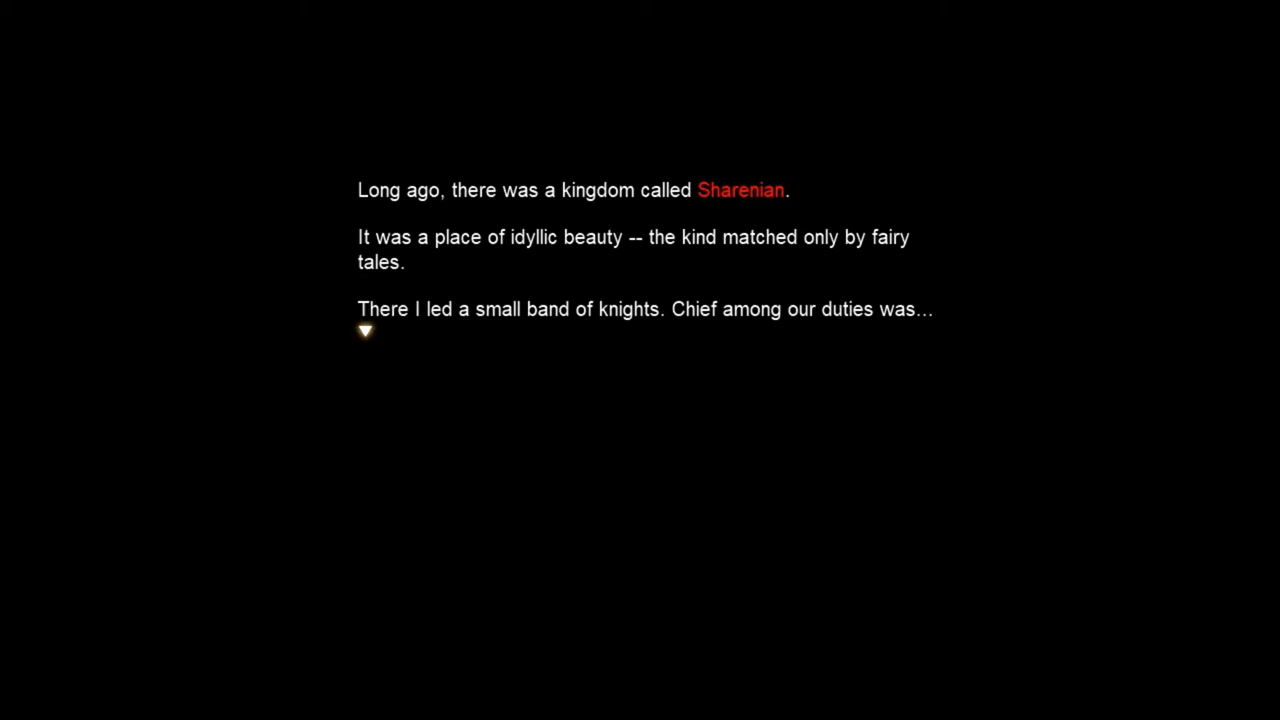 Long ago, there was a kingdom called Sharenian.
It was a place of idyllic beauty -- the kind matched only by fairy
tales.
There I led a small band of knights. Chief among our duties was...